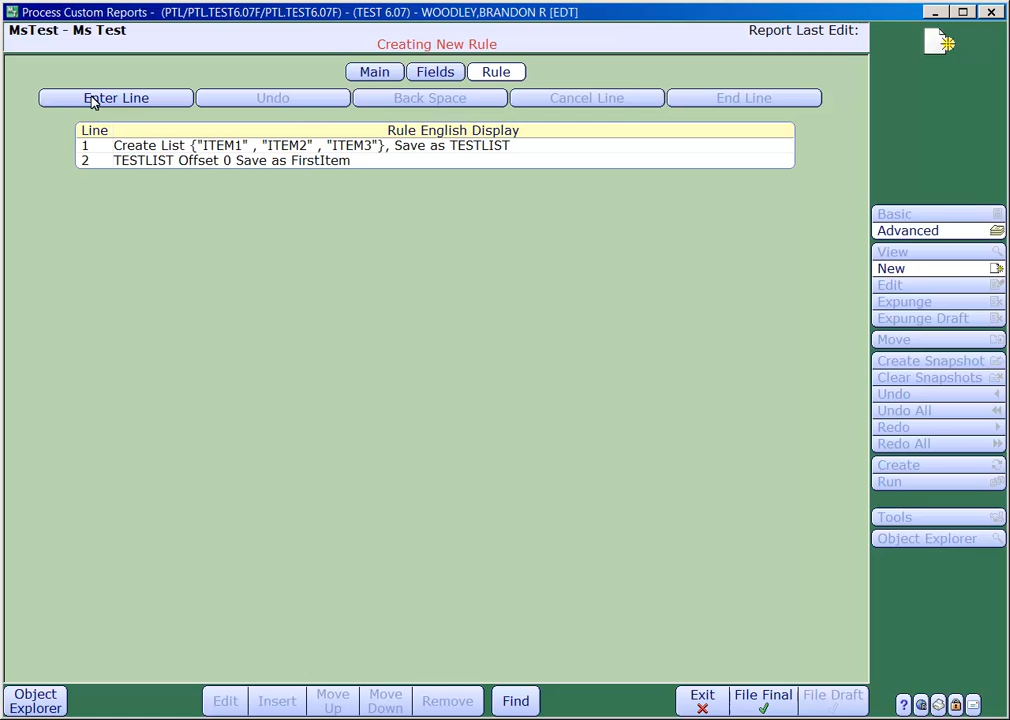 Process Custom Reports - (PTL/PTL.TEST6.07F/PTL.TEST6.07F) - (TEST 6.07) - WOODLEY,BRANDON R [EDT]
MsTest - Ms Test
Report Last Edit:
Creating New Rule
Main Fields Rule
Enter Line Undo Back Space Cancel Line End Line
Line Rule English Display
1 Create List {"ITEM1" , "ITEM2" , "ITEM3"}, Save as TESTLIST
2 TESTLIST Offset 0 Save as FirstItem
Basic
Advanced
View
New
Edit
Expunge
Expunge Draft
Move
Create Snapshot
Clear Snapshots
Undo
Undo All
Redo
Redo All
Create
Run
Tools
Object Explorer
Object
Explorer
Edit
Insert
Move
Up
Move
Down
Remove
Find
Exit
File Final
File Draft
?